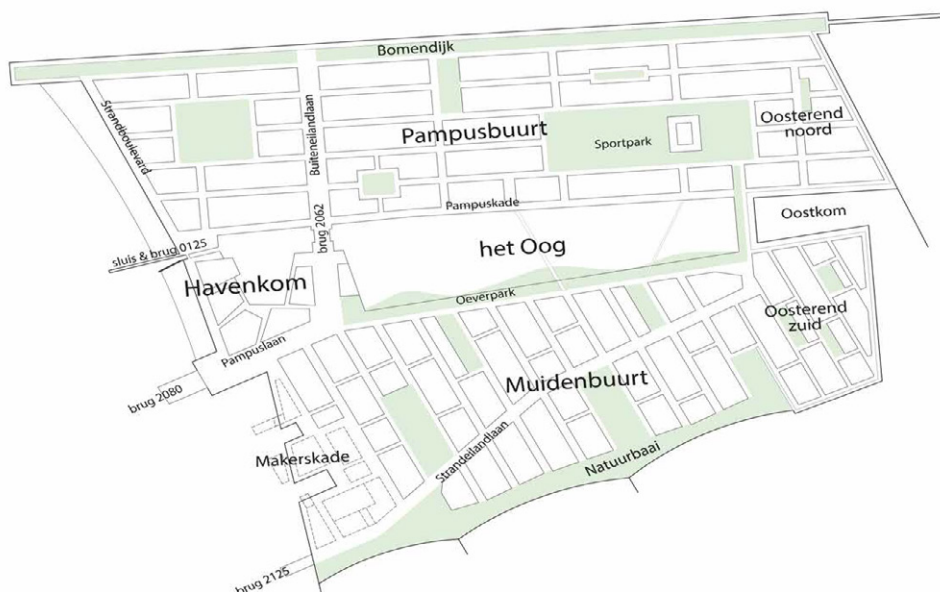 Bomendijk
Strandboulevard
Buiteneilandlaan
Pampusbuurt
Sportpark
Oosterend
noord
Pampuskade
Oostkom
brug 2062
sluis & brug 0125
het Oog
Havenkom
Oeverpark
Oosterend
zuid
Pampuslaan
brug 2080
Muidenbuurt
Makerskade
Strandeilandlaan
Natuurbaai
brug 2125